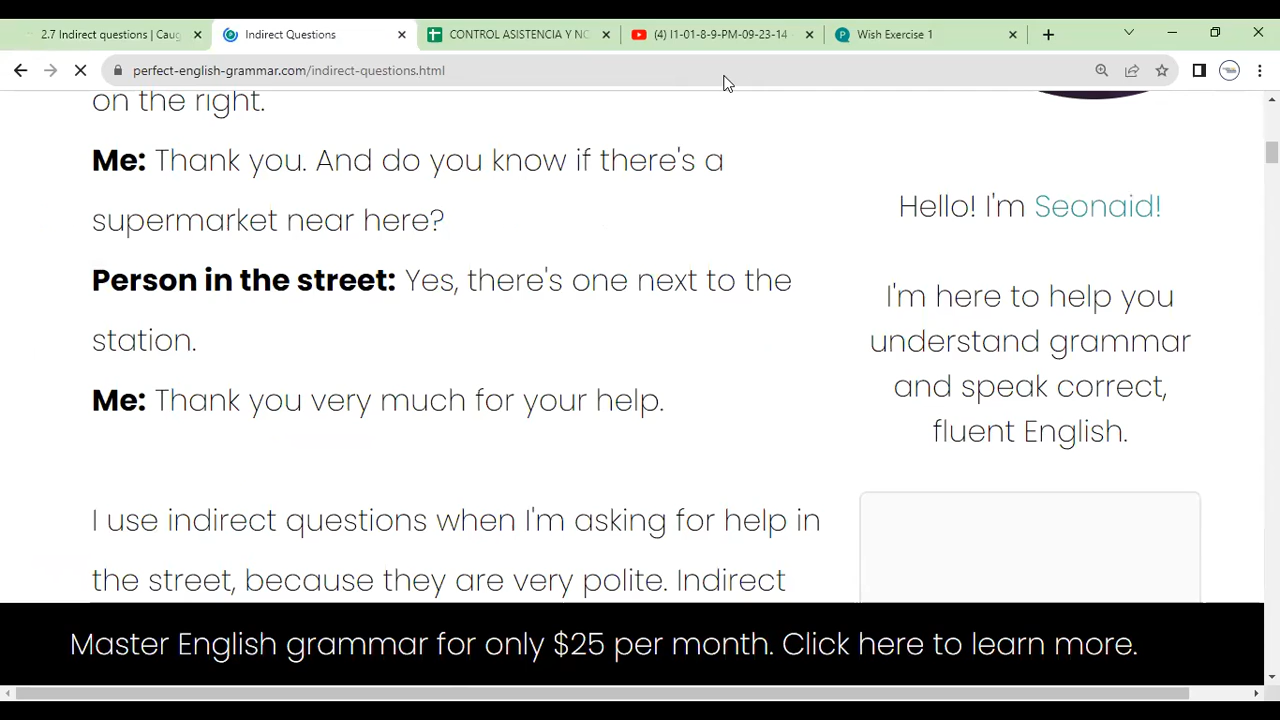 2.7 Indirect questions | Caug
Indirect Questions
CONTROL ASISTENCIA Y NO
(4) I1-01-8-9-PM-09-23-14
Wish Exercise 1
perfect-english-grammar.com/indirect-questions.html
on the right.
Me: Thank you. And do you know if there's a
supermarket near here?
Person in the street: Yes, there's one next to the
station.
Me: Thank you very much for your help.
I use indirect questions when I'm asking for help in
the street, because they are very polite. Indirect
Hello! I'm Seonaid!
I'm here to help you
understand grammar
and speak correct,
fluent English.
Master English grammar for only $25 per month. Click here to learn more.